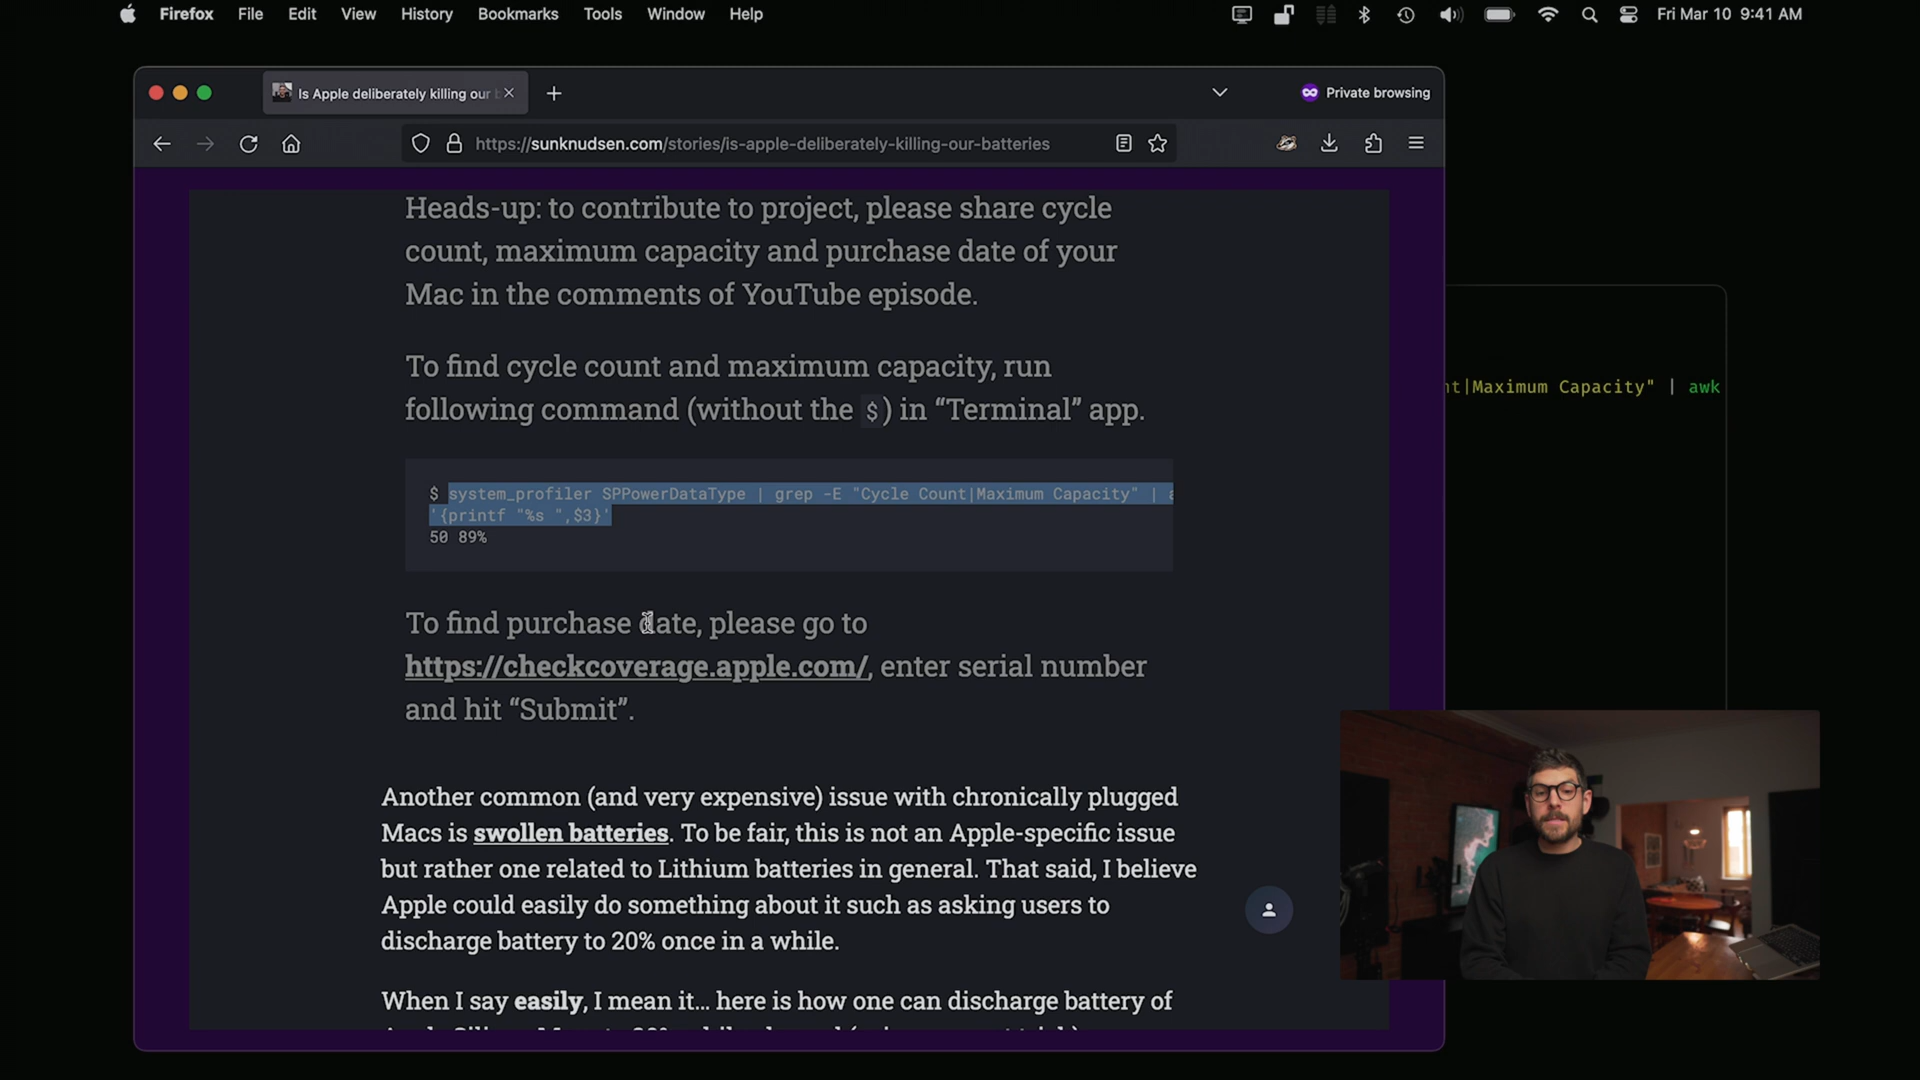 Firefox File Edit View History Bookmarks Tools Window Help Fri Mar 10 9:41 AM
Is Apple deliberately killing our Private browsing
https://sunknudsen.com/stories/is-apple-deliberately-killing-our-batteries
Heads-up: to contribute to project, please share cycle
count, maximum capacity and purchase date of your
Mac in the comments of YouTube episode.
To find cycle count and maximum capacity, run
following command (without the $) in “Terminal” app.
$ system_profiler SPPowerDataType | grep -E "Cycle Count|Maximum Capacity" | a
'{printf "%s ",$3}'
50 89%
nt|Maximum Capacity" | awk
To find purchase date, please go to
https://checkcoverage.apple.com/, enter serial number
and hit “Submit”.
Another common (and very expensive) issue with chronically plugged
Macs is swollen batteries. To be fair, this is not an Apple-specific issue
but rather one related to Lithium batteries in general. That said, I believe
Apple could easily do something about it such as asking users to
discharge battery to 20% once in a while.
When I say easily, I mean it… here is how one can discharge battery of